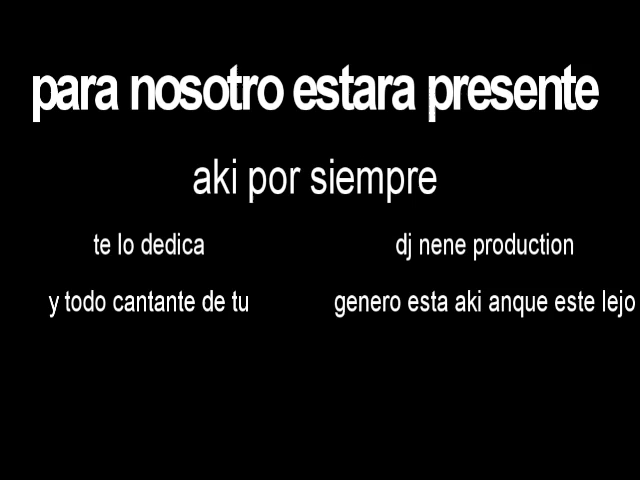 para nosotro estara presente
aki por siempre
te lo dedica dj nene production
y todo cantante de tu genero esta aki anque este lejo